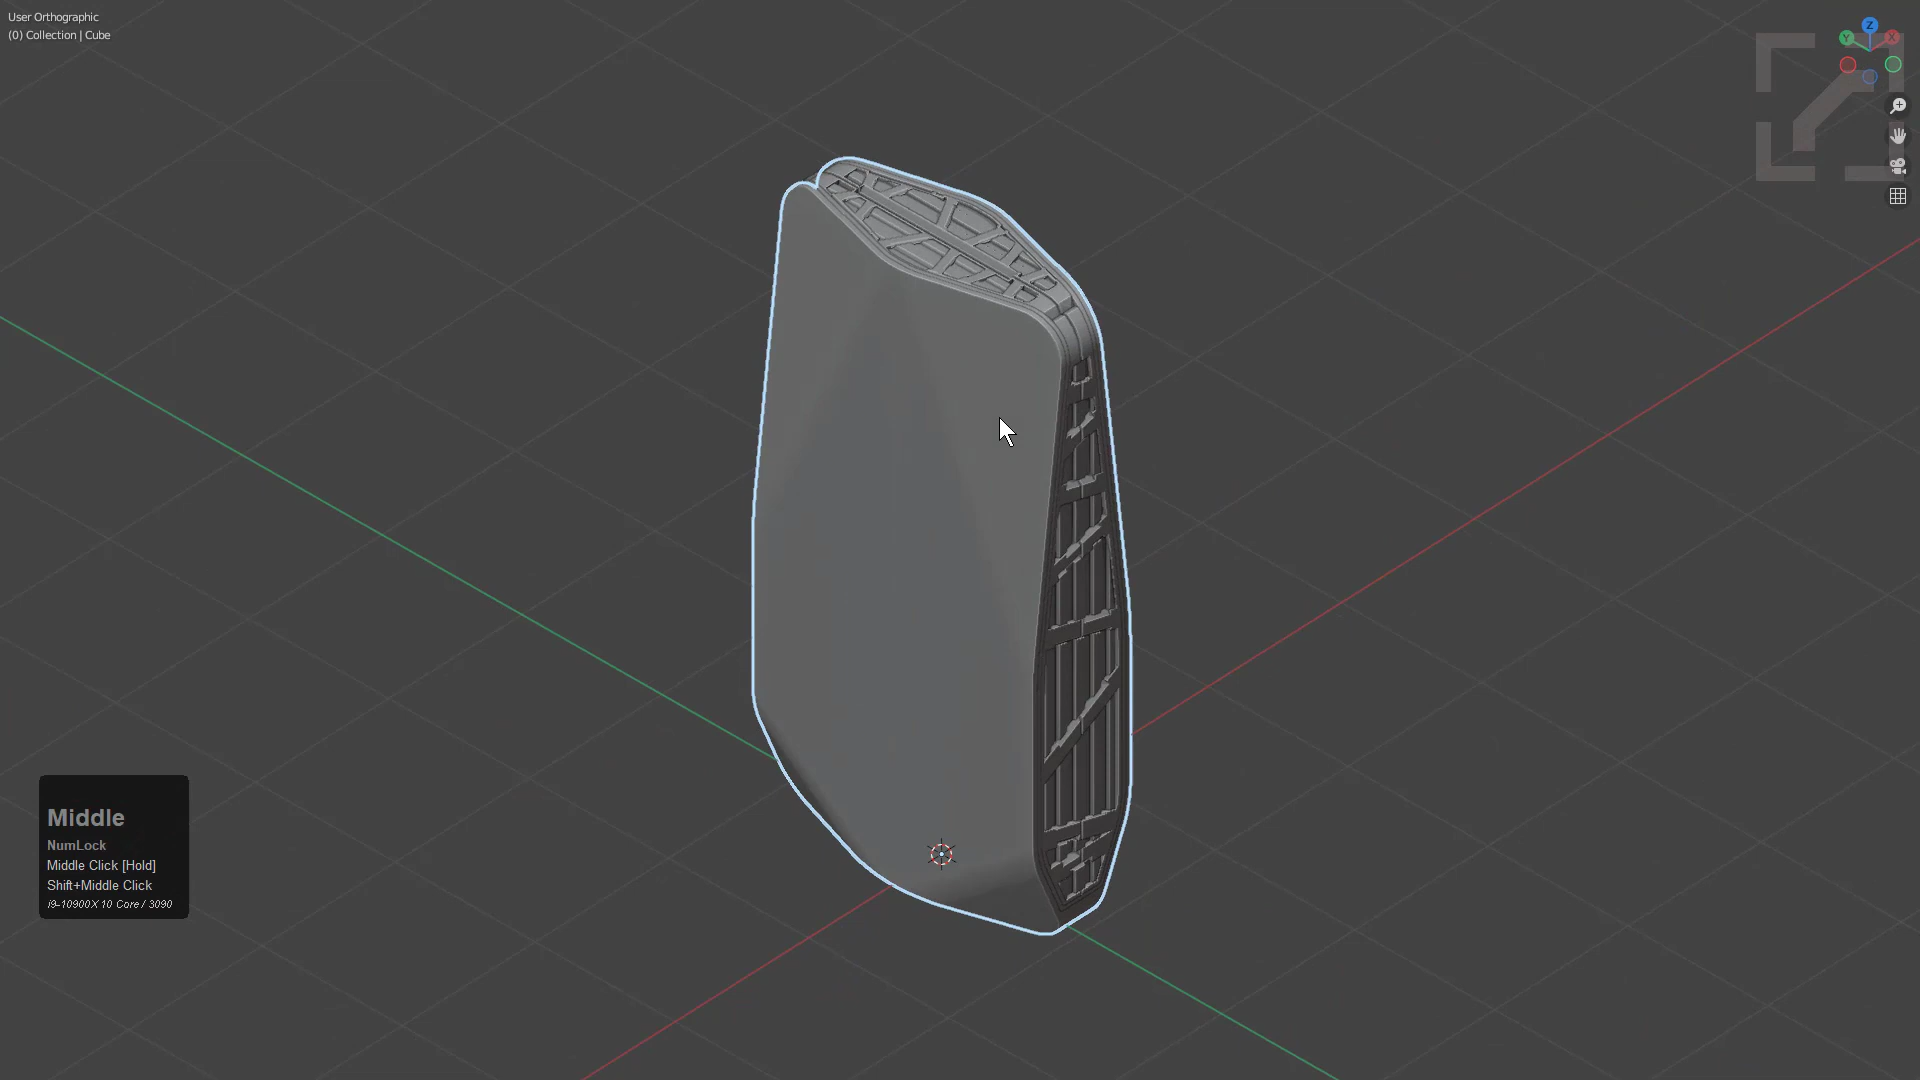 User Orthographic
(0) Collection | Cube
Z
Y
X
Middle
NumLock
Middle Click [Hold]
Shift+Middle Click
i9-10900X 10 Core / 3090